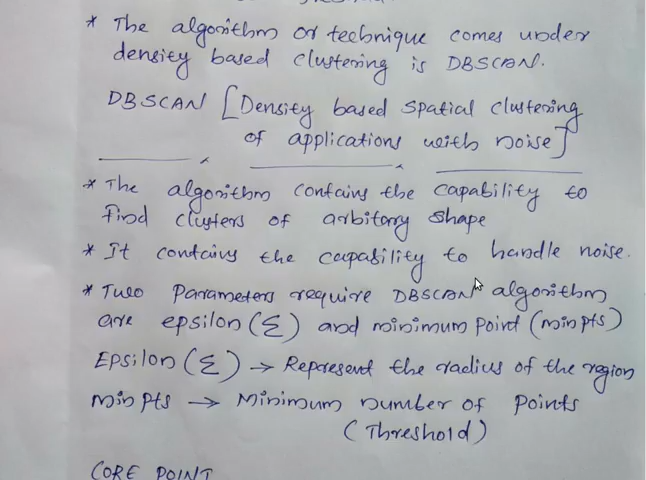 * The algorithm or technique comes under
density based clustering is DBSCAN.
DBSCAN [Density based spatial clustering
of applications with noise]
* The algorithm contains the capability to
find clusters of arbitory shape
* It contains the capability to handle noise.
* Two Parameters require DBSCAN algorithm
are epsilon (Σ) and minimum point (min pts)
Epsilon (Σ) → Represent the radius of the region
min pts → Minimum number of points
(Threshold)
CORE POINT